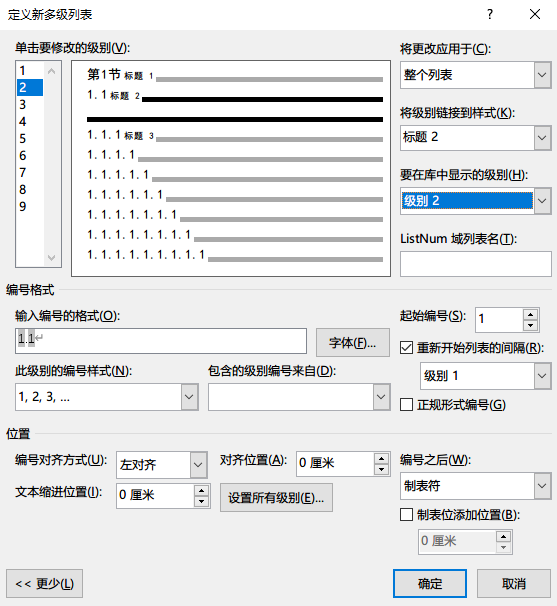 定义新多级列表 ?
单击要修改的级别(V):
1
2
3
4
5
6
7
8
9
第1节 标题 1
1.1 标题 2
1.1.1 标题 3
1.1.1.1
1.1.1.1.1
1.1.1.1.1.1
1.1.1.1.1.1.1
1.1.1.1.1.1.1.1
1.1.1.1.1.1.1.1.1
将更改应用于(C):
整个列表
将级别链接到样式(K):
标题 2
要在库中显示的级别(H):
级别 2
ListNum 域列表名(T):
编号格式
输入编号的格式(O):
1.1↵
字体(F)...
起始编号(S):
1
重新开始列表的间隔(R):
级别 1
正规形式编号(G)
此级别的编号样式(N):
1, 2, 3, ...
包含的级别编号来自(D):
位置
编号对齐方式(U):
左对齐
对齐位置(A):
0 厘米
文本缩进位置(I):
0 厘米
设置所有级别(E)...
编号之后(W):
制表符
制表位添加位置(B):
0 厘米
<< 更少(L)
确定
取消